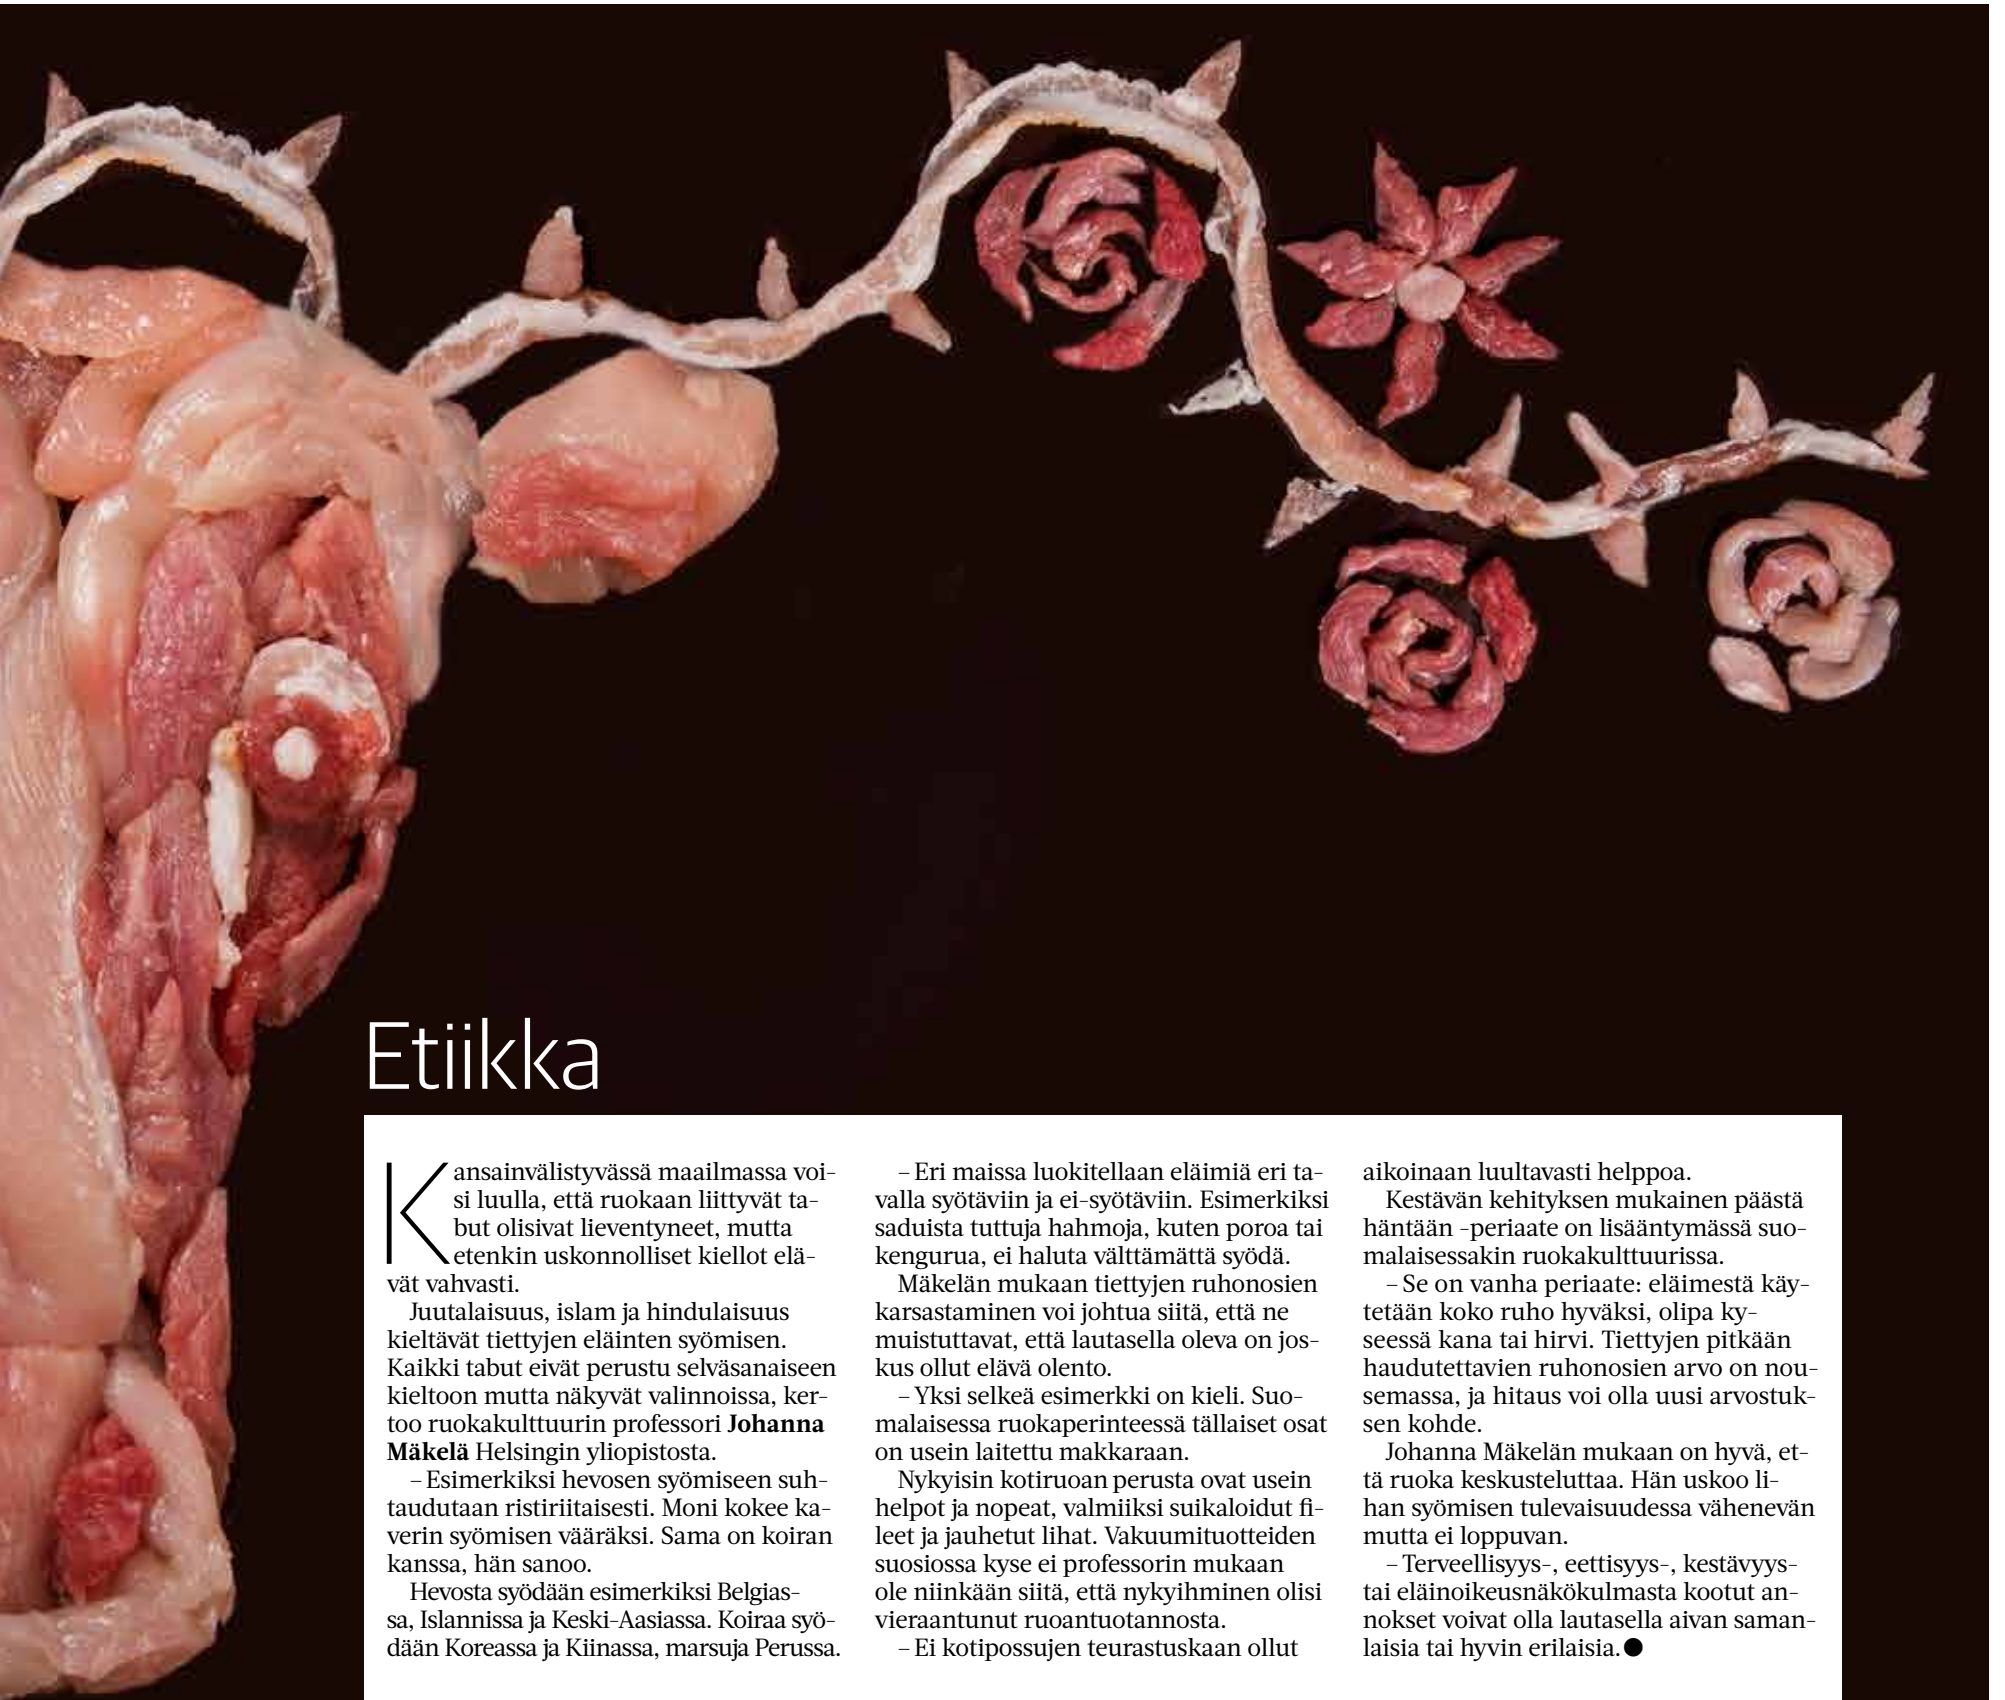 Etiikka
Kansainvälistyvässä maailmassa voi-
si luulla, että ruokaan liittyvät ta-
but olisivat lieventyneet, mutta
etenkin uskonnolliset kiellot elä-
vät vahvasti.
Juutalaisuus, islam ja hindulaisuus
kieltävät tiettyjen eläinten syömisen.
Kaikki tabut eivät perustu selväsanaiseen
kieltoon mutta näkyvät valinnoissa, ker-
too ruokakulttuurin professori Johanna
Mäkelä Helsingin yliopistosta.
– Esimerkiksi hevosen syömiseen suh-
taudutaan ristiriitaisesti. Moni kokee ka-
verin syömisen vääräksi. Sama on koiran
kanssa, hän sanoo.
Hevosta syödään esimerkiksi Belgias-
sa, Islannissa ja Keski-Aasiassa. Koiraa syö-
dään Koreassa ja Kiinassa, marsuja Perussa.
– Eri maissa luokitellaan eläimiä eri ta-
valla syötäviin ja ei-syötäviin. Esimerkiksi
saduista tuttuja hahmoja, kuten poroa tai
kengurua, ei haluta välttämättä syödä.
Mäkelän mukaan tiettyjen ruhonosien
karsastaminen voi johtua siitä, että ne
muistuttavat, että lautasella oleva on jos-
kus ollut elävä olento.
– Yksi selkeä esimerkki on kieli. Suo-
malaisessa ruokaperinteessä tällaiset osat
on usein laitettu makkaraan.
Nykyisin kotiruoan perusta ovat usein
helpot ja nopeat, valmiiksi suikaloidut fi-
leet ja jauhetut lihat. Vakuumituotteiden
suosiossa kyse ei professorin mukaan
ole niinkään siitä, että nykyihminen olisi
vieraantunut ruoantuotannosta.
– Ei kotipossujen teurastuskaan ollut
aikoinaan luultavasti helppoa.
Kestävän kehityksen mukainen päästä
häntään -periaate on lisääntymässä suo-
malaisessakin ruokakulttuurissa.
– Se on vanha periaate: eläimestä käy-
tetään koko ruho hyväksi, olipa ky-
seessä kana tai hirvi. Tiettyjen pitkään
haudutettavien ruhonosien arvo on nou-
semassa, ja hitaus voi olla uusi arvostuk-
sen kohde.
Johanna Mäkelän mukaan on hyvä, et-
tä ruoka keskusteluttaa. Hän uskoo li-
han syömisen tulevaisuudessa vähenevän
mutta ei loppuvan.
– Terveellisyys-, eettisyys-, kestävyys-
tai eläinoikeusnäkökulmasta kootut an-
nokset voivat olla lautasella aivan saman-
laisia tai hyvin erilaisia.●